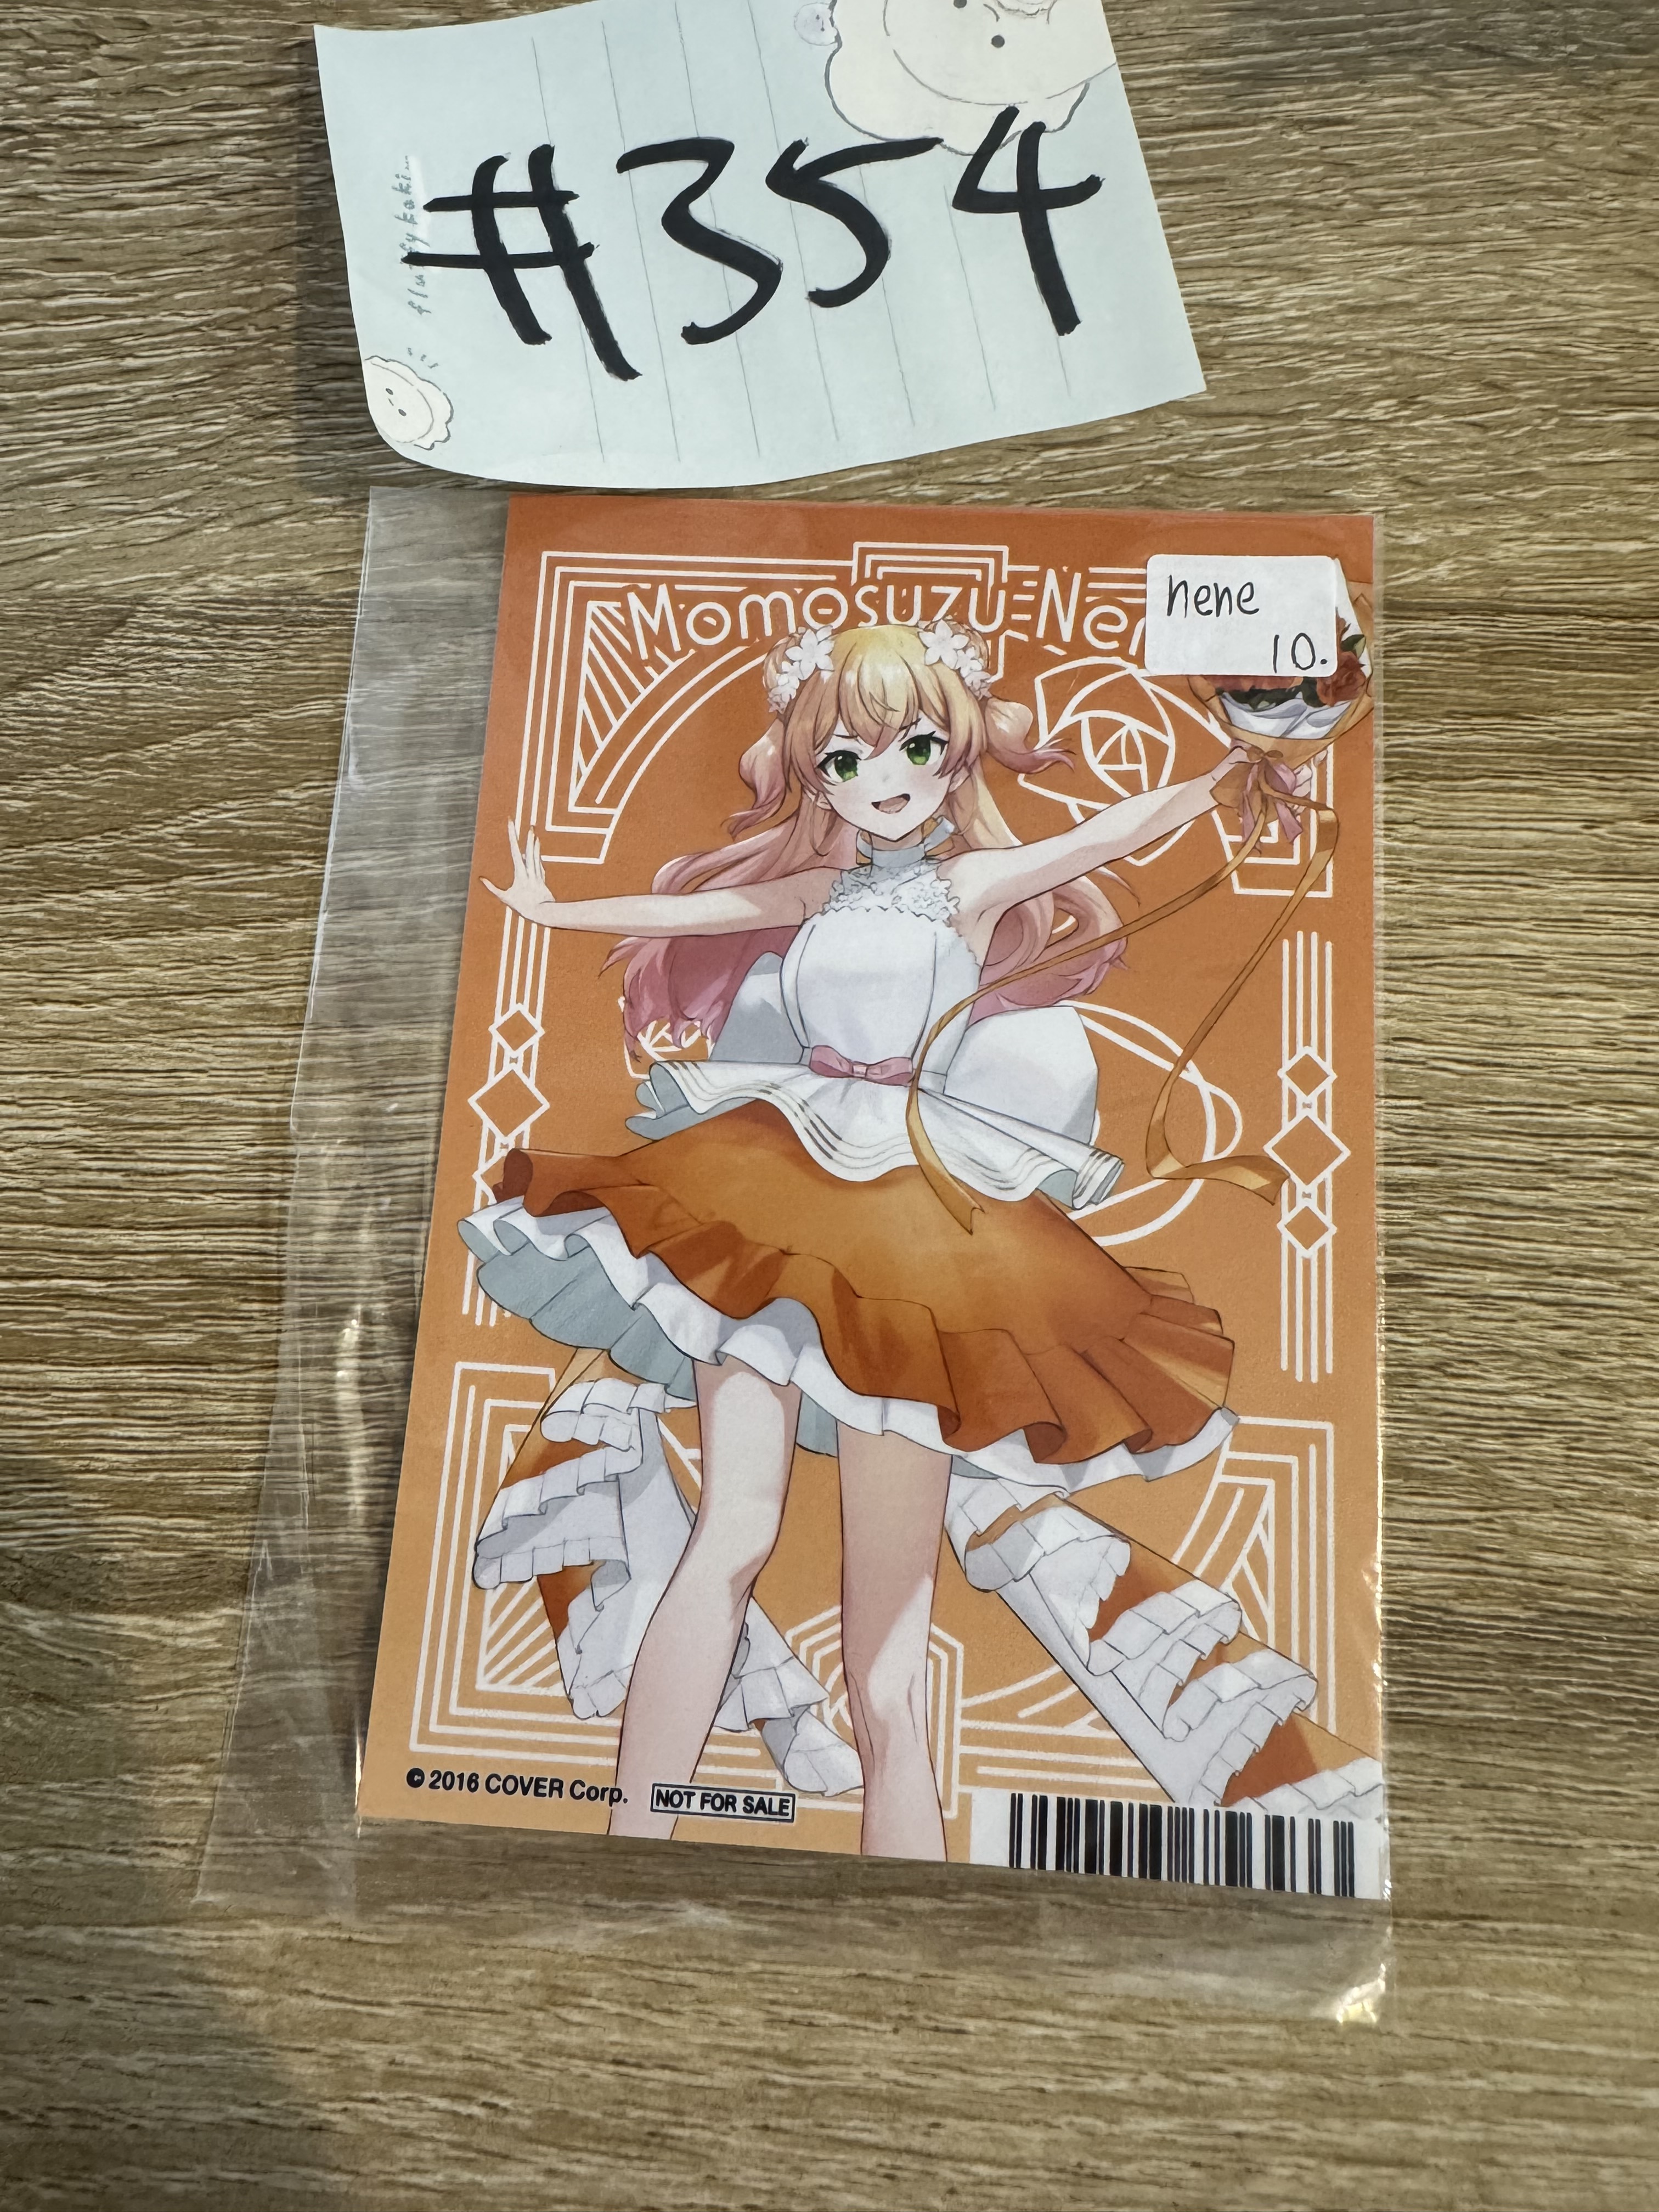 #354
fluffykaki...
Momosuzu Ne
nene
10.
© 2016 COVER Corp. NOT FOR SALE